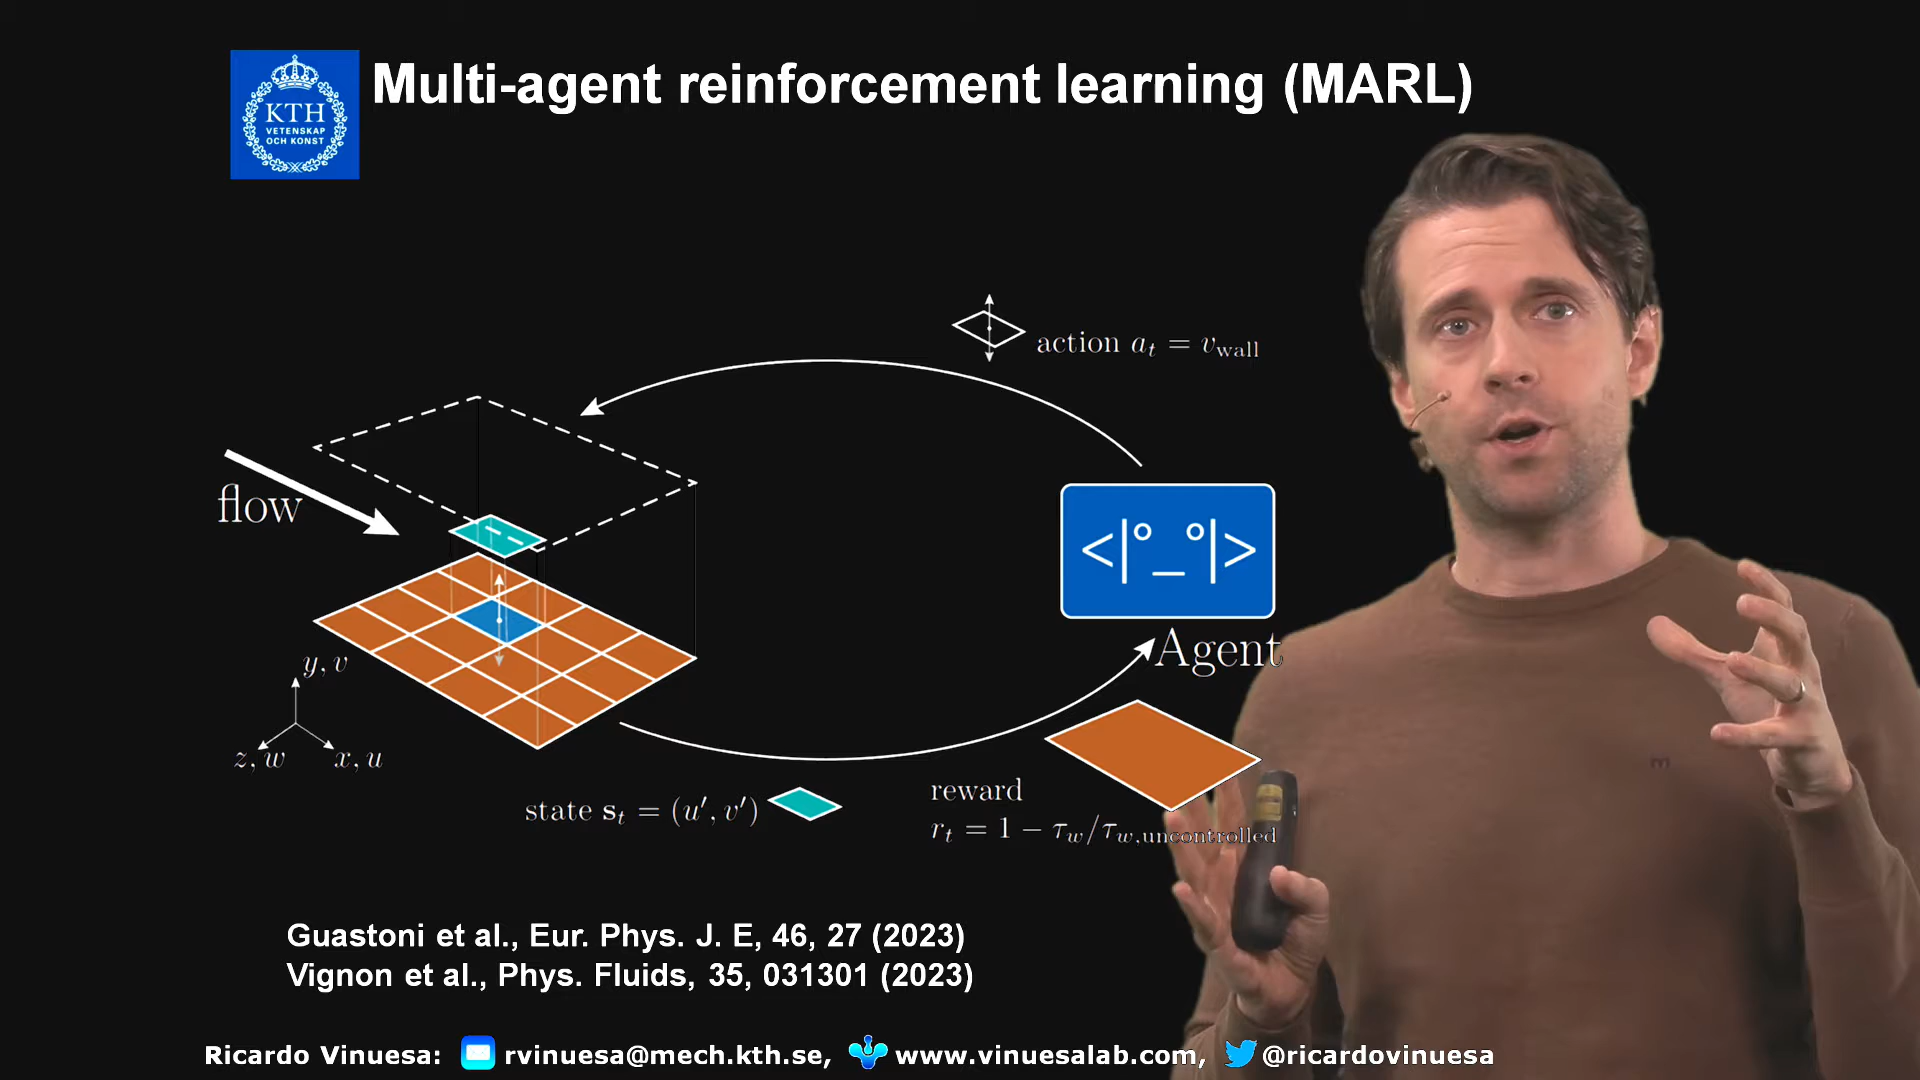 Multi-agent reinforcement learning (MARL)
KTH
VETENSKAP
OCH KONST
action a_t = v_wall
flow
<|°_°|>
Agent
y, v
z, w
x, u
state s_t = (u′, v′)
reward
r_t = 1 − τ_w/τ_w,uncontrolled
Guastoni et al., Eur. Phys. J. E, 46, 27 (2023)
Vignon et al., Phys. Fluids, 35, 031301 (2023)
Ricardo Vinuesa: rvinuesa@mech.kth.se, www.vinuesalab.com, @ricardovinuesa